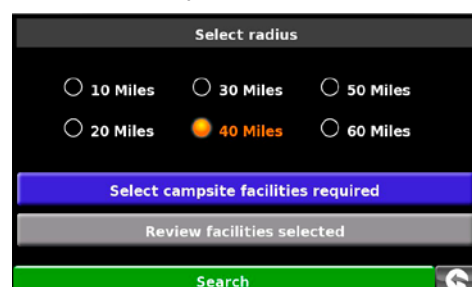 Select radius
10 Miles 30 Miles 50 Miles
20 Miles 40 Miles 60 Miles
Select campsite facilities required
Review facilities selected
Search